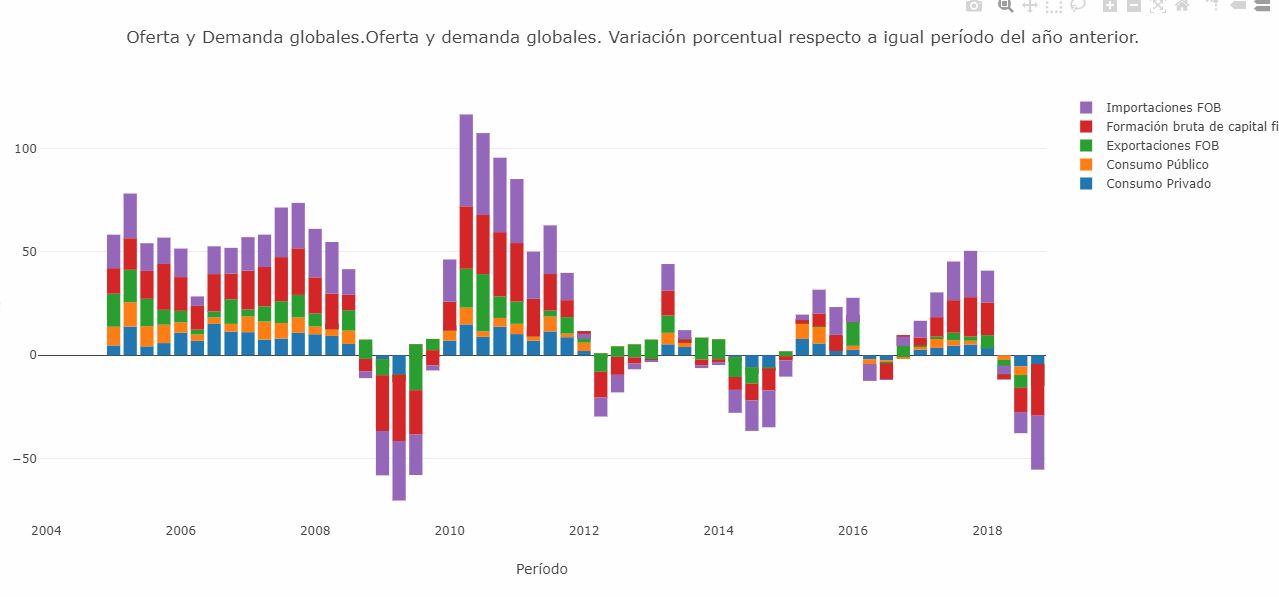 Oferta y Demanda globales.Oferta y demanda globales. Variación porcentual respecto a igual período del año anterior.
Importaciones FOB
Formación bruta de capital fi
Exportaciones FOB
Consumo Público
Consumo Privado
100
50
0
−50
2004 2006 2008 2010 2012 2014 2016 2018
Período